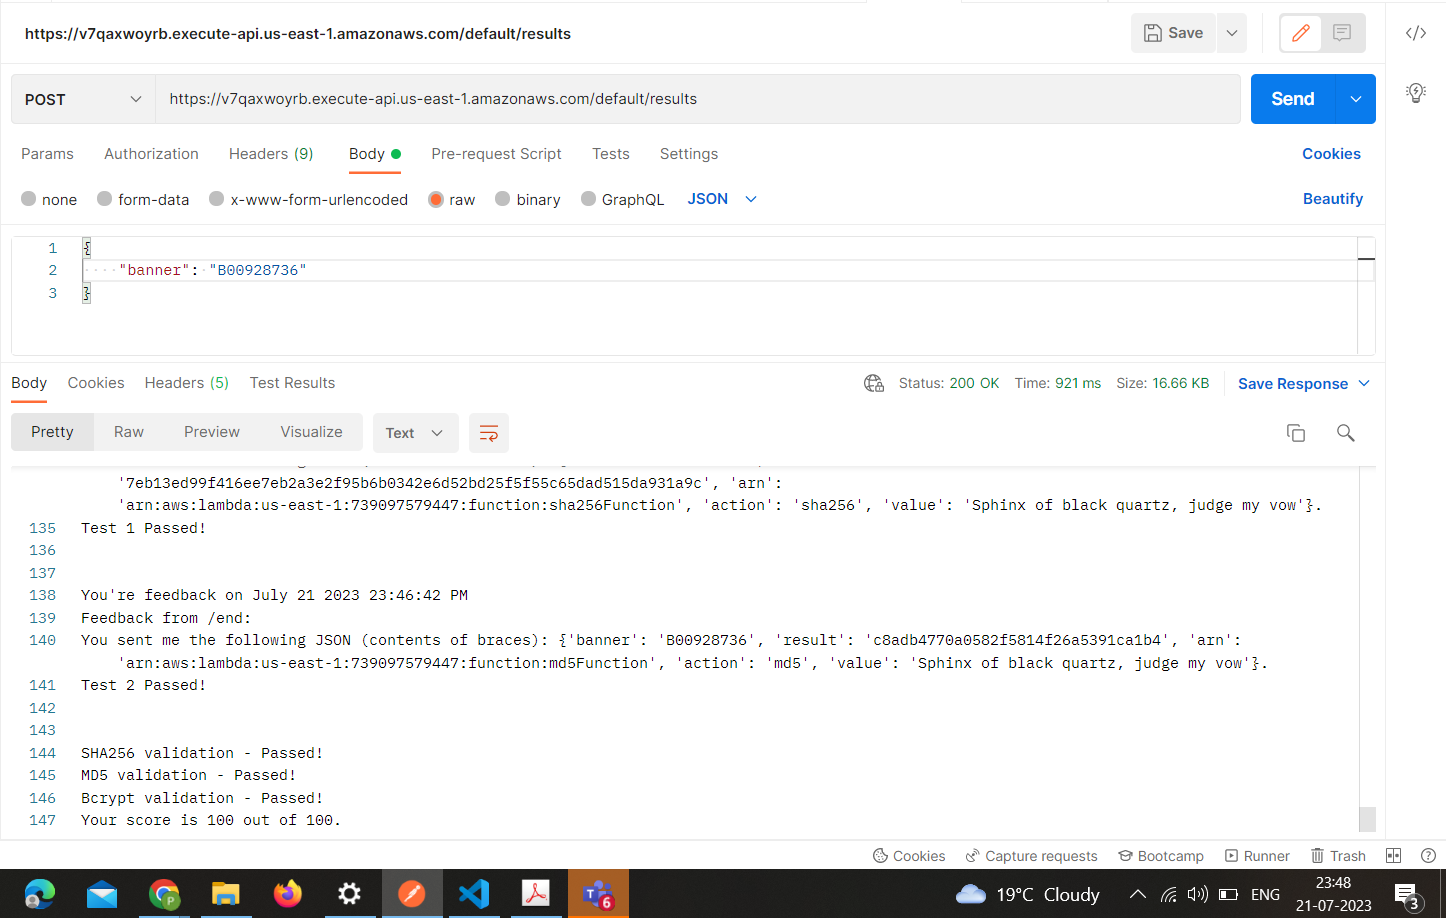 https://v7qaxwoyrb.execute-api.us-east-1.amazonaws.com/default/results
Save
POST
https://v7qaxwoyrb.execute-api.us-east-1.amazonaws.com/default/results
Send
Params Authorization Headers (9) Body Pre-request Script Tests Settings Cookies
none form-data x-www-form-urlencoded raw binary GraphQL JSON Beautify
1 {
2 "banner": "B00928736"
3 }
Body Cookies Headers (5) Test Results Status: 200 OK Time: 921 ms Size: 16.66 KB Save Response
Pretty Raw Preview Visualize Text
'7eb13ed99f416ee7eb2a3e2f95b6b0342e6d52bd25f5f55c65dad515da931a9c', 'arn':
'arn:aws:lambda:us-east-1:739097579447:function:sha256Function', 'action': 'sha256', 'value': 'Sphinx of black quartz, judge my vow'}.
135 Test 1 Passed!
136
137
138 You're feedback on July 21 2023 23:46:42 PM
139 Feedback from /end:
140 You sent me the following JSON (contents of braces): {'banner': 'B00928736', 'result': 'c8adb4770a0582f5814f26a5391ca1b4', 'arn':
'arn:aws:lambda:us-east-1:739097579447:function:md5Function', 'action': 'md5', 'value': 'Sphinx of black quartz, judge my vow'}.
141 Test 2 Passed!
142
143
144 SHA256 validation - Passed!
145 MD5 validation - Passed!
146 Bcrypt validation - Passed!
147 Your score is 100 out of 100.
Cookies Capture requests Bootcamp Runner Trash
19°C Cloudy ENG 23:48
21-07-2023
3
6